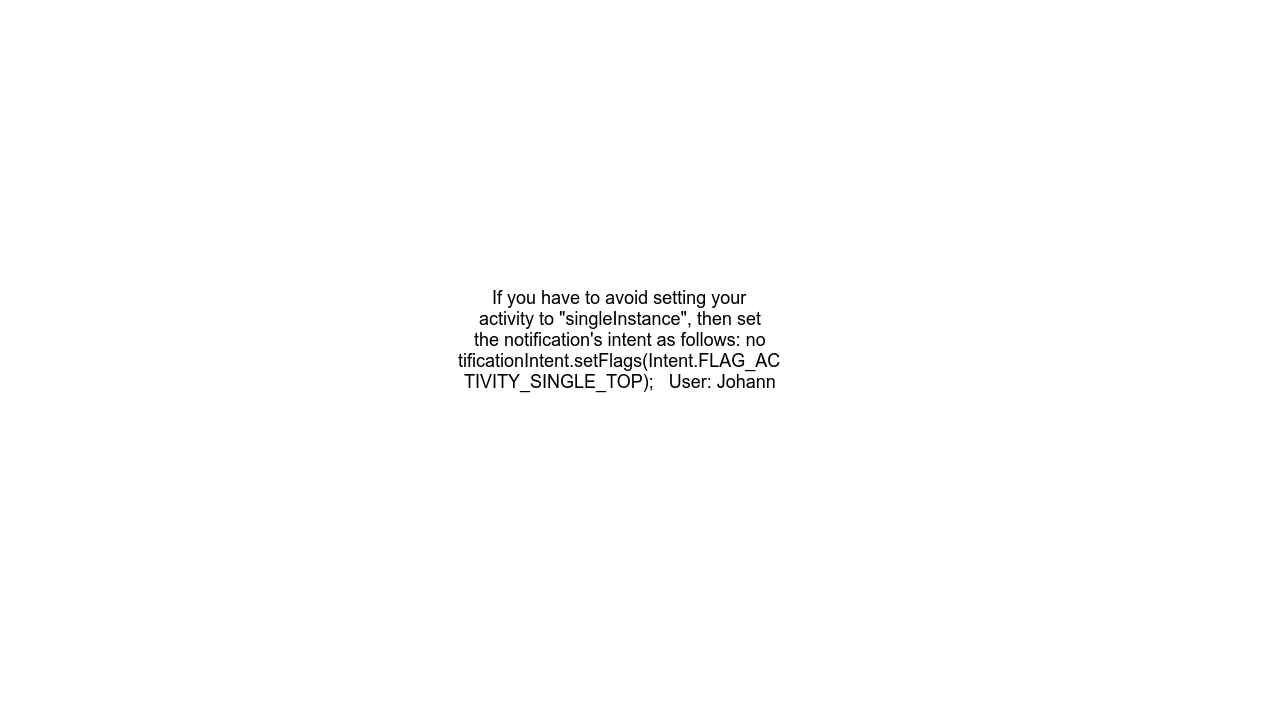 If you have to avoid setting your
activity to "singleInstance", then set
the notification's intent as follows: no
tificationIntent.setFlags(Intent.FLAG_AC
TIVITY_SINGLE_TOP);   User: Johann